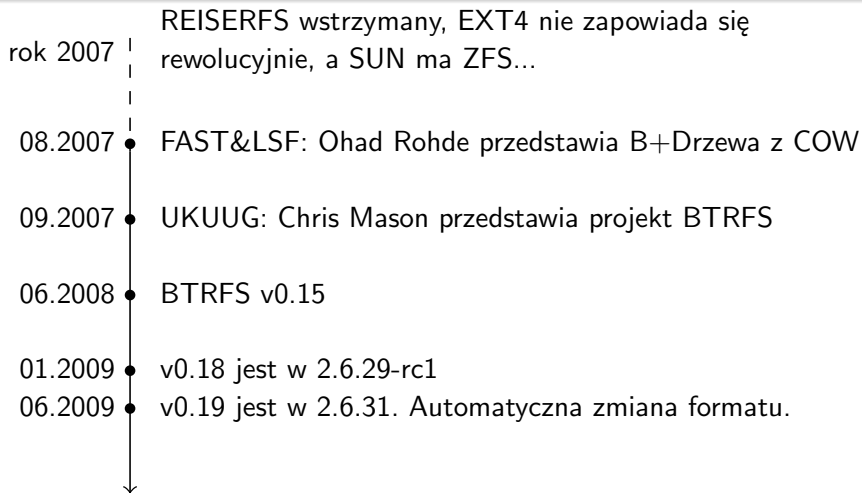 rok 2007
REISERFS wstrzymany, EXT4 nie zapowiada się
rewolucyjnie, a SUN ma ZFS...
08.2007 FAST&LSF: Ohad Rohde przedstawia B+Drzewa z COW
09.2007 UKUUG: Chris Mason przedstawia projekt BTRFS
06.2008 BTRFS v0.15
01.2009 v0.18 jest w 2.6.29-rc1
06.2009 v0.19 jest w 2.6.31. Automatyczna zmiana formatu.